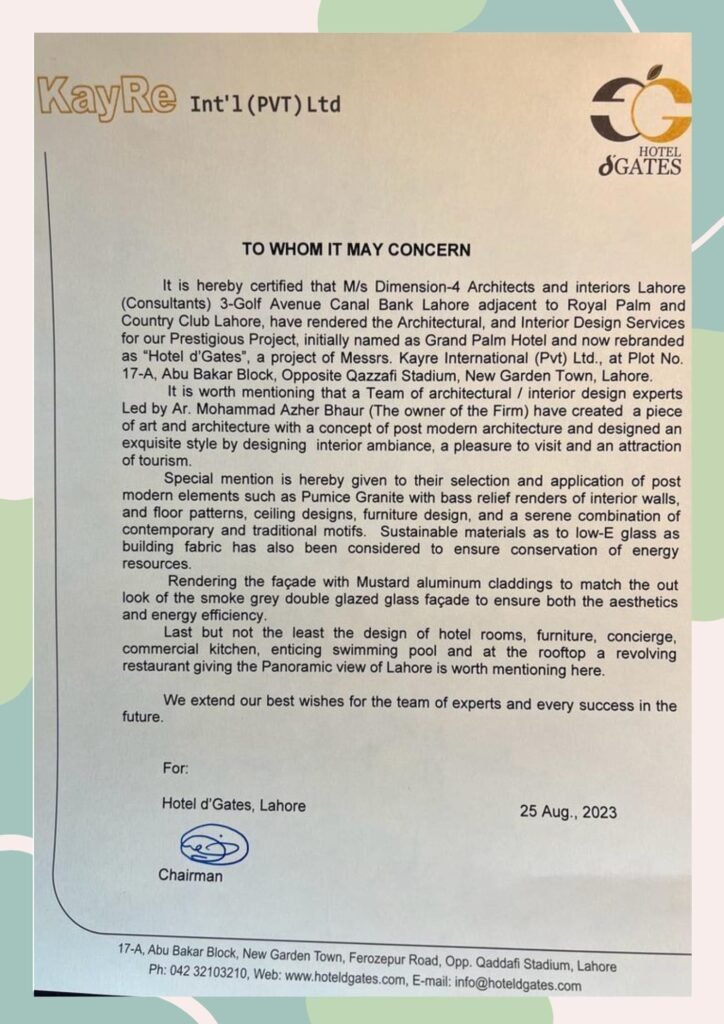 KayRe Int'l (PVT) Ltd
HOTEL
d'GATES
TO WHOM IT MAY CONCERN
It is hereby certified that M/s Dimension-4 Architects and interiors Lahore
(Consultants) 3-Golf Avenue Canal Bank Lahore adjacent to Royal Palm and
Country Club Lahore, have rendered the Architectural, and Interior Design Services
for our Prestigious Project, initially named as Grand Palm Hotel and now rebranded
as "Hotel d'Gates", a project of Messrs. Kayre International (Pvt) Ltd., at Plot No.
17-A, Abu Bakar Block, Opposite Qazzafi Stadium, New Garden Town, Lahore.
It is worth mentioning that a Team of architectural / interior design experts
Led by Ar. Mohammad Azher Bhaur (The owner of the Firm) have created a piece
of art and architecture with a concept of post modern architecture and designed an
exquisite style by designing interior ambiance, a pleasure to visit and an attraction
of tourism.
Special mention is hereby given to their selection and application of post
modern elements such as Pumice Granite with bass relief renders of interior walls,
and floor patterns, ceiling designs, furniture design, and a serene combination of
contemporary and traditional motifs. Sustainable materials as to low-E glass as
building fabric has also been considered to ensure conservation of energy
resources.
Rendering the façade with Mustard aluminum claddings to match the out
look of the smoke grey double glazed glass façade to ensure both the aesthetics
and energy efficiency.
Last but not the least the design of hotel rooms, furniture, concierge,
commercial kitchen, enticing swimming pool and at the rooftop a revolving
restaurant giving the Panoramic view of Lahore is worth mentioning here.
We extend our best wishes for the team of experts and every success in the
future.
For:
Hotel d'Gates, Lahore
25 Aug., 2023
Chairman
17-A, Abu Bakar Block, New Garden Town, Ferozepur Road, Opp. Qaddafi Stadium, Lahore
Ph: 042 32103210, Web: www.hoteldgates.com, E-mail: info@hoteldgates.com